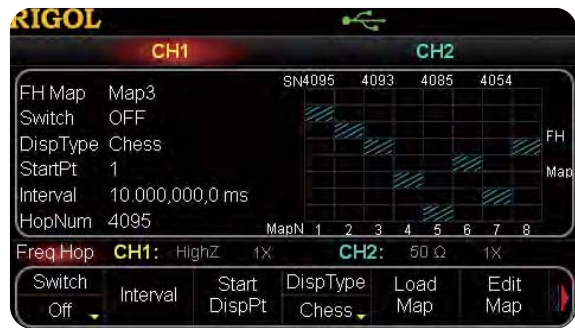 RIGOL
CH1 CH2
SN4095 4093 4085 4054
FH Map Map3
Switch OFF
DispType Chess
StartPt 1
Interval 10.000,000,0 ms
HopNum 4095
FH
Map
MapN 1 2 3 4 5 6 7 8
Freq Hop CH1: HighZ 1X CH2: 50 Ω 1X
Switch
Off
Interval
Start
DispPt
DispType
Chess
Load
Map
Edit
Map